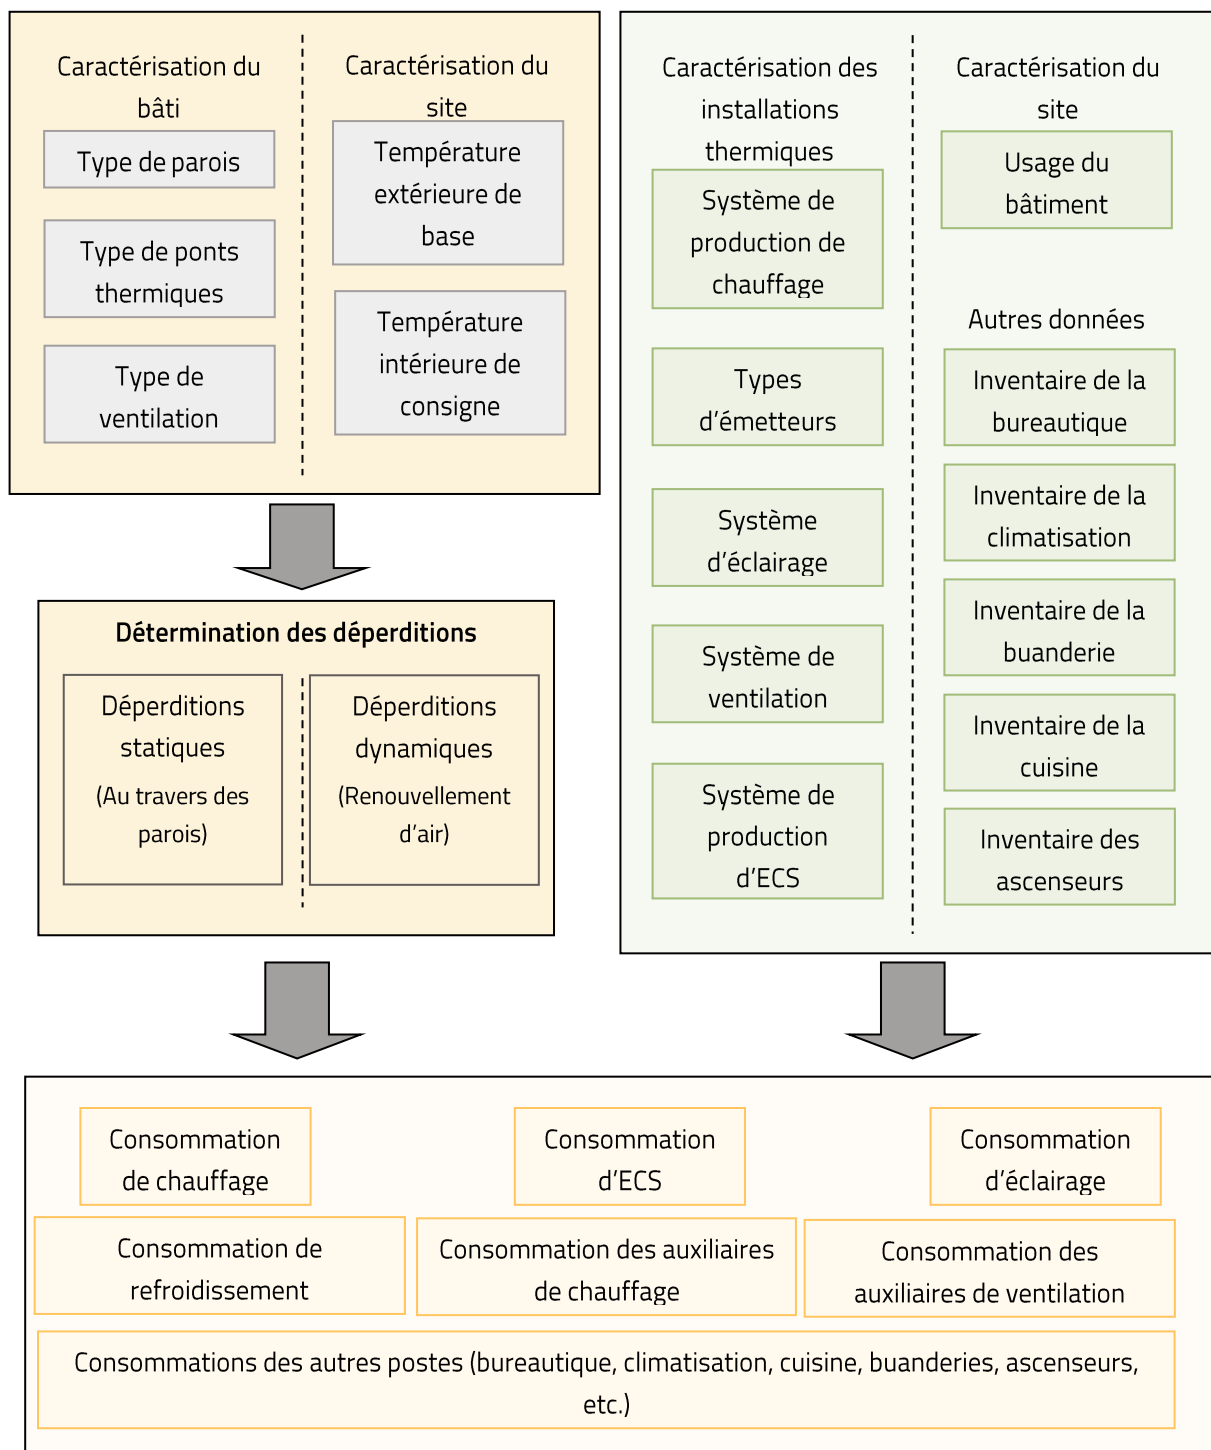 Caractérisation du
bâti
Type de parois
Type de ponts
thermiques
Type de
ventilation
Caractérisation du
site
Température
extérieure de
base
Température
intérieure de
consigne
Détermination des déperditions
Déperditions
statiques
(Au travers des
parois)
Déperditions
dynamiques
(Renouvellement
d’air)
Caractérisation des
installations
thermiques
Système de
production de
chauffage
Types
d’émetteurs
Système
d’éclairage
Système de
ventilation
Système de
production
d’ECS
Caractérisation du
site
Usage du
bâtiment
Autres données
Inventaire de la
bureautique
Inventaire de la
climatisation
Inventaire de la
buanderie
Inventaire de la
cuisine
Inventaire des
ascenseurs
Consommation
de chauffage
Consommation
d’ECS
Consommation
d’éclairage
Consommation de
refroidissement
Consommation des auxiliaires
de chauffage
Consommation des
auxiliaires de ventilation
Consommations des autres postes (bureautique, climatisation, cuisine, buanderies, ascenseurs,
etc.)